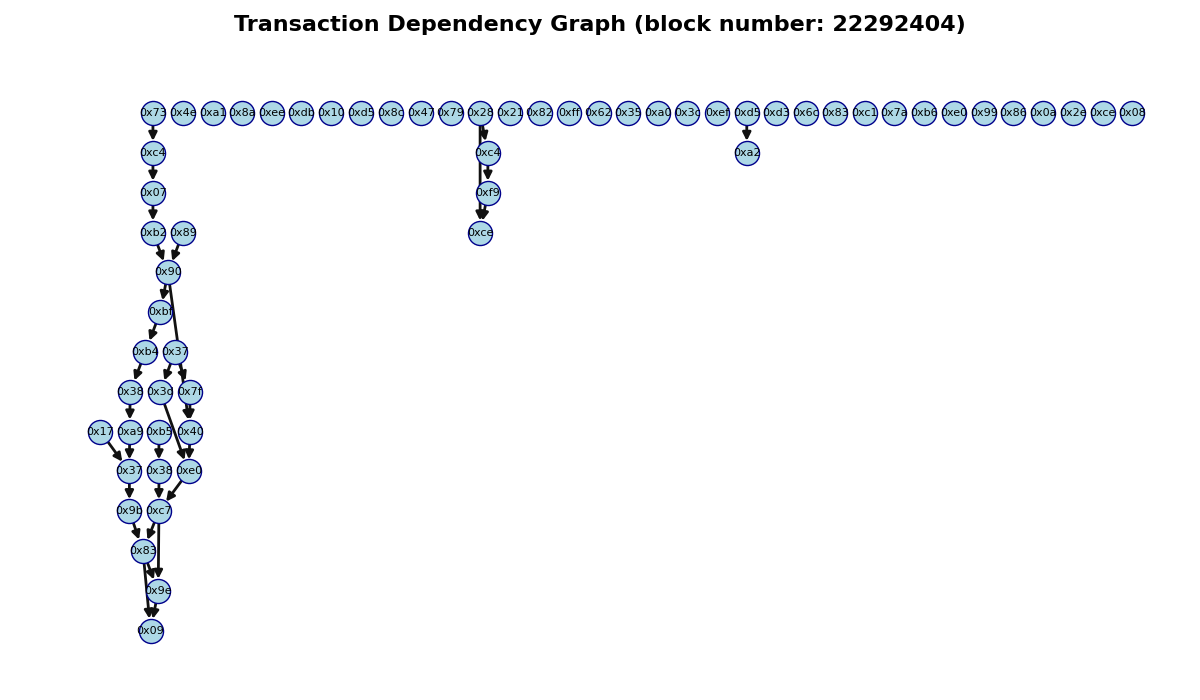 Transaction Dependency Graph (block number: 22292404)
0x73 0x4e 0xa1 0x8a 0xee 0xdb 0x10 0xd5 0x8c 0x47 0x79 0x28 0x21 0x82 0xff 0x62 0x35 0xa0 0x3c 0xef 0xd5 0xd3 0x6c 0x83 0xc1 0x7a 0xb6 0xe0 0x99 0x86 0x0a 0x2e 0xce 0x08
0xc4 0xc4 0xa2
0x07 0xf9
0xb2 0x89 0xce
0x90
0xbf
0xb4 0x37
0x38 0x3d 0x7f
0x17 0xa9 0xb5 0x40
0x37 0x38 0xe0
0x9b 0xc7
0x83
0x9e
0x09